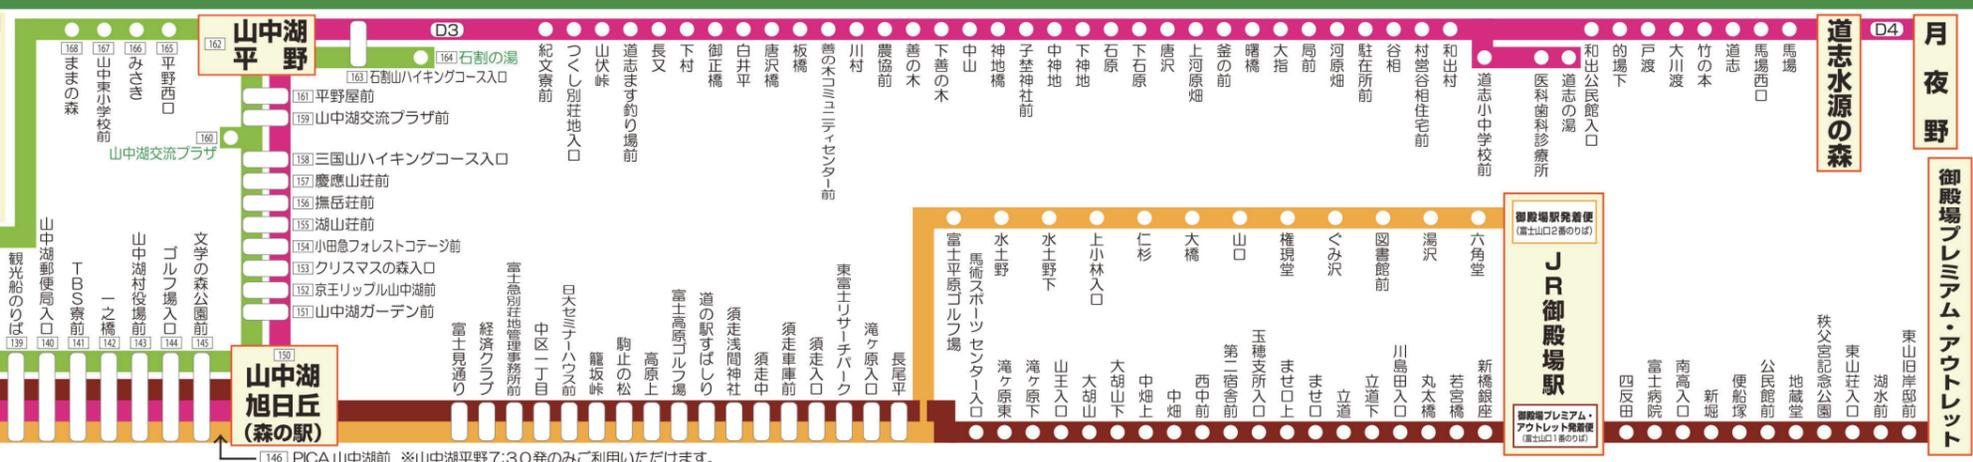 168 ままの森
167 山中東小学校前
166 みさき
165 平野西口
162 山中湖平野
D3
164 石割の湯
163 石割山ハイキングコース入口
161 平野屋前
159 山中湖交流プラザ前
160
山中湖交流プラザ
158 三国山ハイキングコース入口
157 慶應山荘前
156 撫岳荘前
155 湖山荘前
154 小田急フォレストコテージ前
153 クリスマスの森入口
152 京王リップル山中湖前
151 山中湖ガーデン前
150
山中湖
旭日丘
(森の駅)
紀文寮前
つくし別荘地入口
山伏峠
道志ます釣り場前
長又
下村
御正橋
白井平
唐沢橋
板橋
善の木コミュニティセンター前
川村
農協前
善の木
下善の木
中山
神地橋
子埜神社前
中神地
下神地
石原
下石原
唐沢
上河原畑
釜の前
曙橋
大指
局前
河原畑
駐在所前
谷相
村営谷相住宅前
和出村
道志小中学校前
医科歯科診療所
道志の湯
和出公民館入口
的場下
戸渡
大川渡
竹の本
道志
馬場西口
馬場
道志水源の森
D4
月夜野
観光船のりば 139
山中湖郵便局入口 140
TBS寮前 141
一之橋 142
山中湖村役場前 143
ゴルフ場入口 144
文学の森公園前 145
富士見通り
経済クラブ
富士急別荘地管理事務所前
中区一丁目
日大セミナーハウス前
籠坂峠
駒止の松
高原上
富士高原ゴルフ場
道の駅すばしり
須走浅間神社
須走中
須走車庫前
須走入口
東富士リサーチパーク
滝ヶ原入口
長尾平
富士平原ゴルフ場
水土野
水土野下
上小林入口
仁杉
大橋
山口
権現堂
ぐみ沢
図書館前
湯沢
六角堂
馬術スポーツセンター入口
滝ヶ原東
滝ヶ原下
山王入口
大胡山
大胡山下
中畑上
中畑
西中前
第二宿舎前
玉穂支所入口
ませ口上
ませ口
立道
立道下
川島田入口
丸太橋
若宮橋
新橋銀座
御殿場駅発着便
(富士山口2番のりば)
JR御殿場駅
御殿場プレミアム・
アウトレット発着便
(富士山口1番のりば)
四反田
富士病院
南高入口
新堀
便船塚
公民館前
地蔵堂
秩父宮記念公園
東山荘入口
湖水前
東山旧岸邸前
御殿場プレミアム・アウトレット
146 PICA山中湖前 ※山中湖平野7:30発のみご利用いただけます。